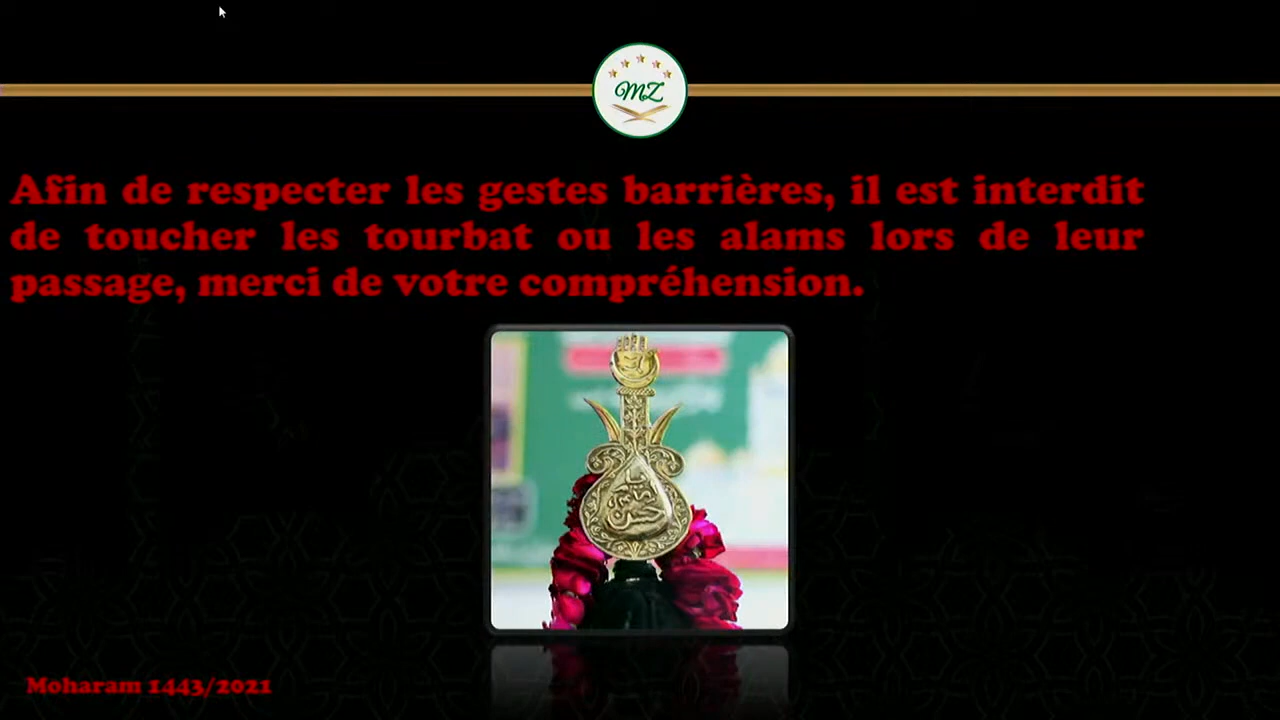 MZ
Afin de respecter les gestes barrières, il est interdit
de toucher les tourbat ou les alams lors de leur
passage, merci de votre compréhension.
Moharam 1443/2021